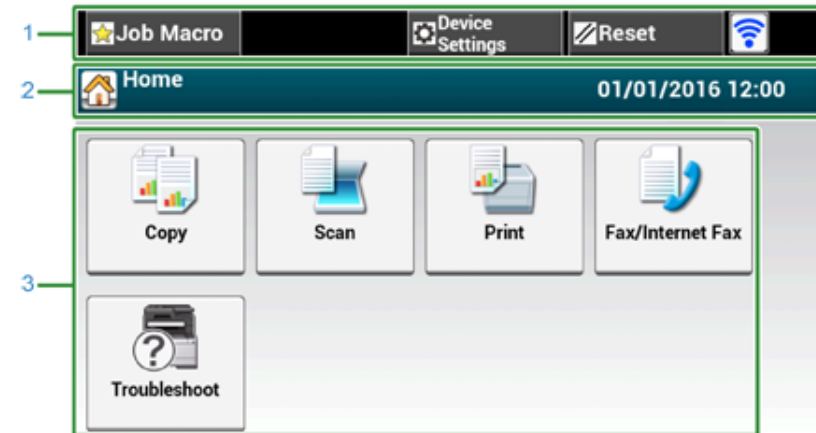 1
Job Macro
Device
Settings
Reset
2
Home
01/01/2016 12:00
3
Copy
Scan
Print
Fax/Internet Fax
?
Troubleshoot